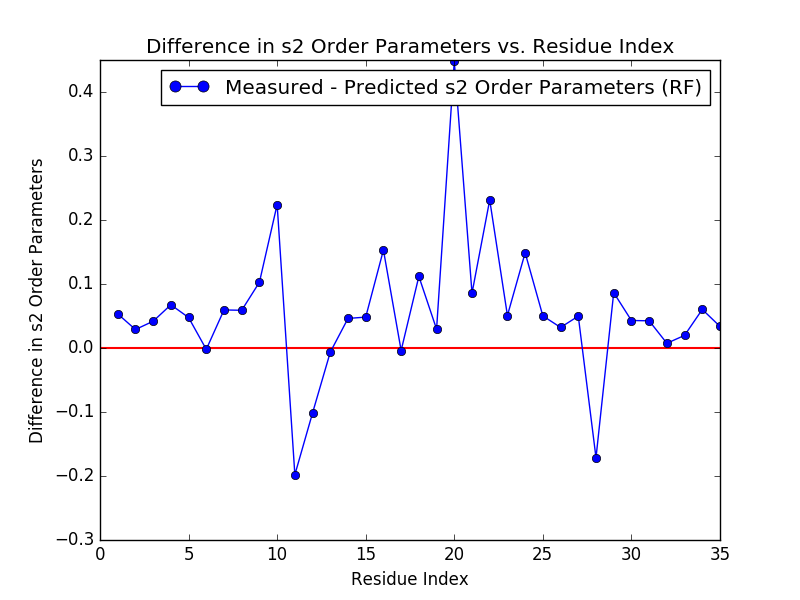 Difference in s2 Order Parameters vs. Residue Index
Measured - Predicted s2 Order Parameters (RF)
Difference in s2 Order Parameters
0.4
0.3
0.2
0.1
0.0
−0.1
−0.2
−0.3
0 5 10 15 20 25 30 35
Residue Index